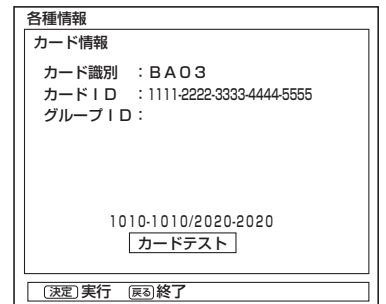 各種情報
カード情報
カード識別　：ＢＡ０３
カードＩＤ　：1111-2222-3333-4444-5555
グループＩＤ：
1010-1010/2020-2020
カードテスト
決定 実行　戻る 終了